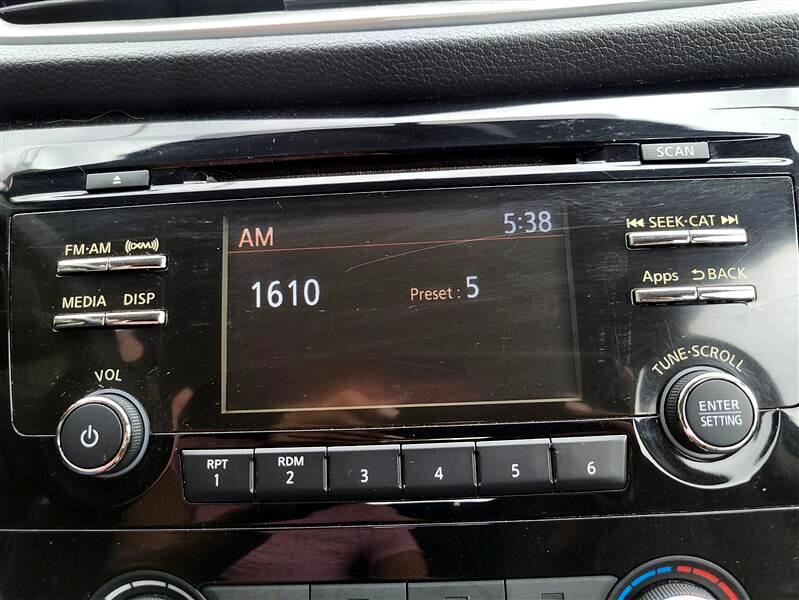 SCAN
FM·AM ((XM))
AM 5:38
SEEK·CAT
1610 Preset : 5
Apps BACK
MEDIA DISP
VOL
TUNE·SCROLL
ENTER
SETTING
RPT
1
RDM
2
3
4
5
6